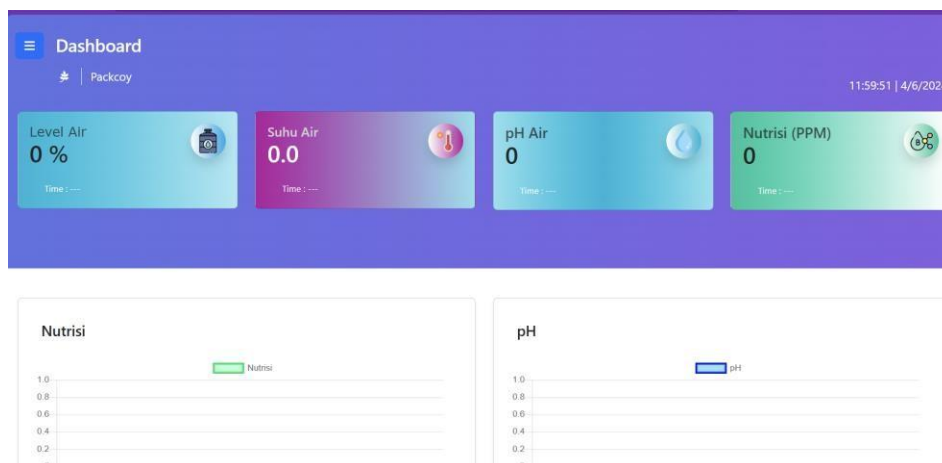 Dashboard
Packcoy
11:59:51 | 4/6/202
Level Air
0 %
Time : ---
Suhu Air
0.0
Time : ---
pH Air
0
Time : ---
Nutrisi (PPM)
0
Time : ---
B
Nutrisi
Nutrisi
1.0
0.8
0.6
0.4
0.2
pH
pH
1.0
0.8
0.6
0.4
0.2